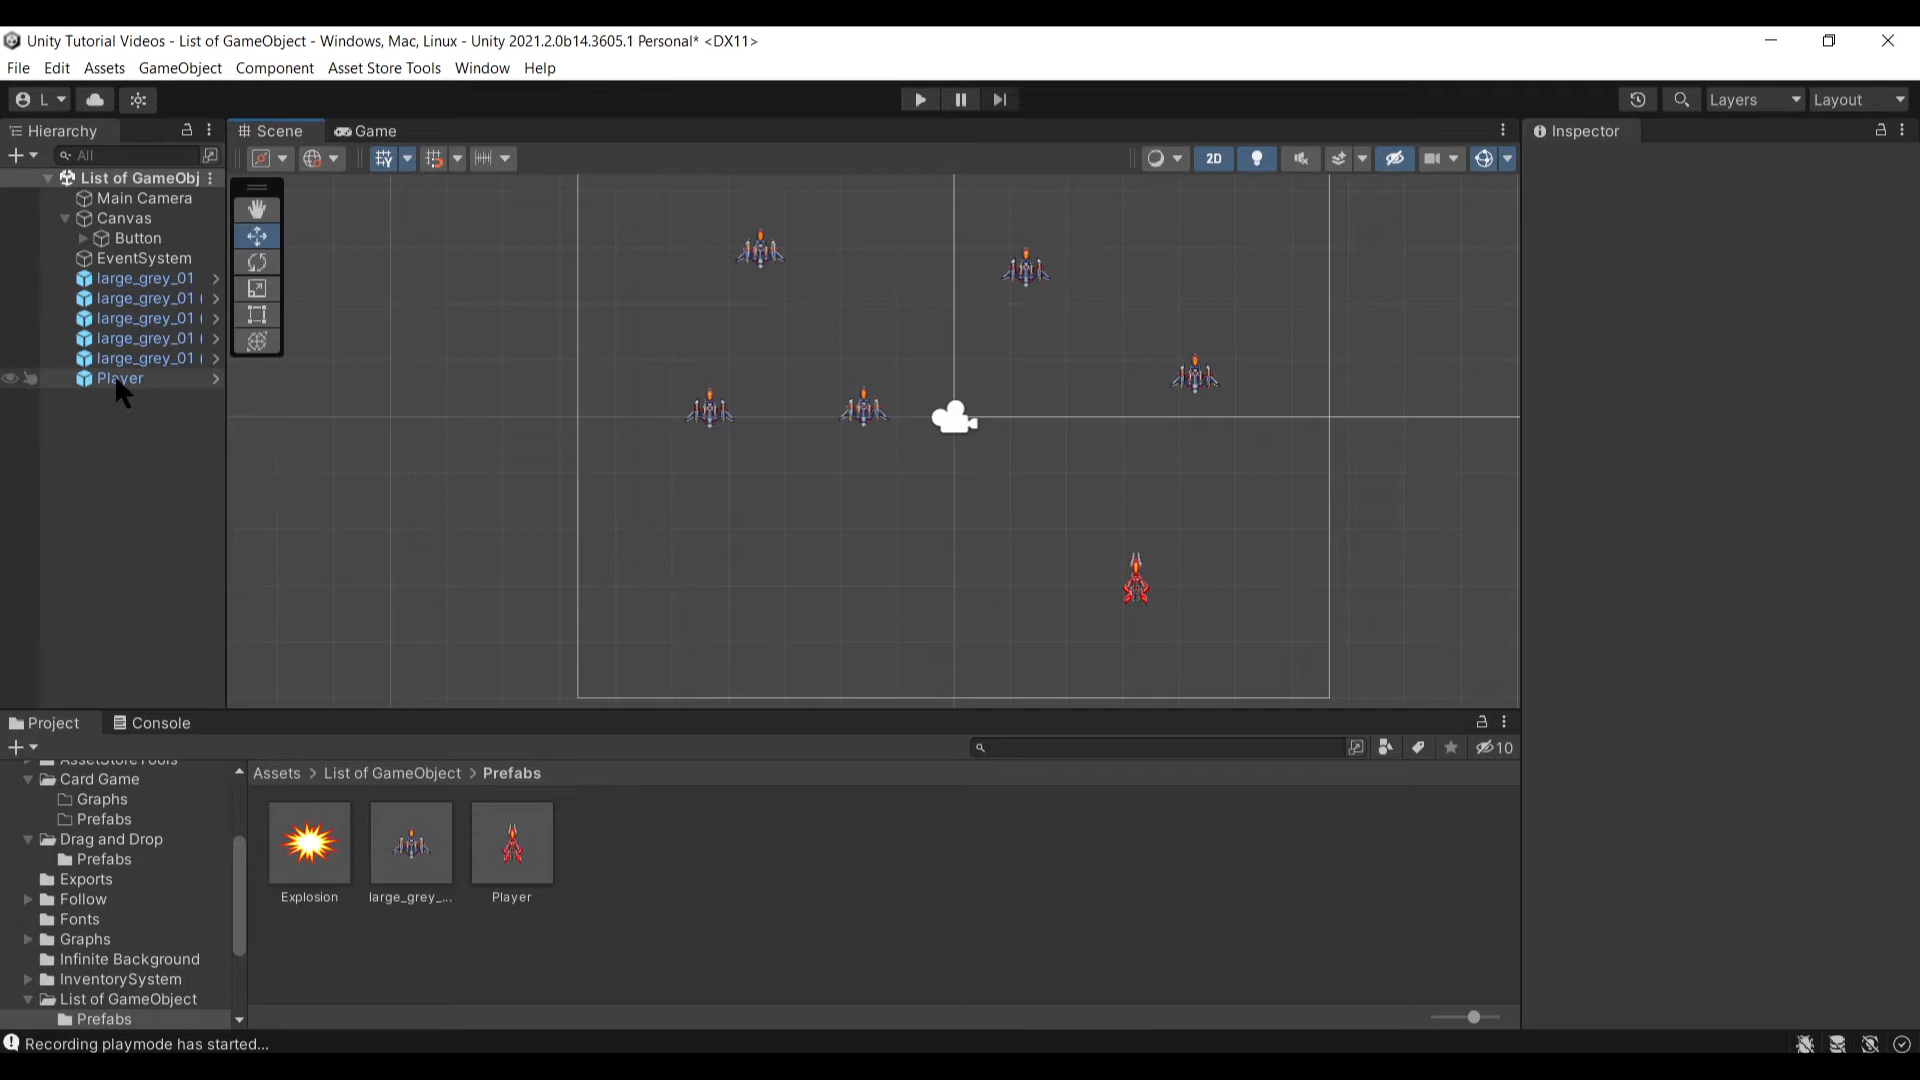 Unity Tutorial Videos - List of GameObject - Windows, Mac, Linux - Unity 2021.2.0b14.3605.1 Personal* <DX11>
File Edit Assets GameObject Component Asset Store Tools Window Help
L
Layers
Layout
Hierarchy
Scene
Game
Inspector
All
2D
List of GameObj
Main Camera
Canvas
Button
EventSystem
large_grey_01
large_grey_01 (
large_grey_01 (
large_grey_01 (
large_grey_01 (
Player
Project
Console
10
AssetStoreTools
Card Game
Graphs
Prefabs
Drag and Drop
Prefabs
Exports
Follow
Fonts
Graphs
Infinite Background
InventorySystem
List of GameObject
Prefabs
Assets > List of GameObject > Prefabs
Explosion
large_grey_...
Player
Recording playmode has started...